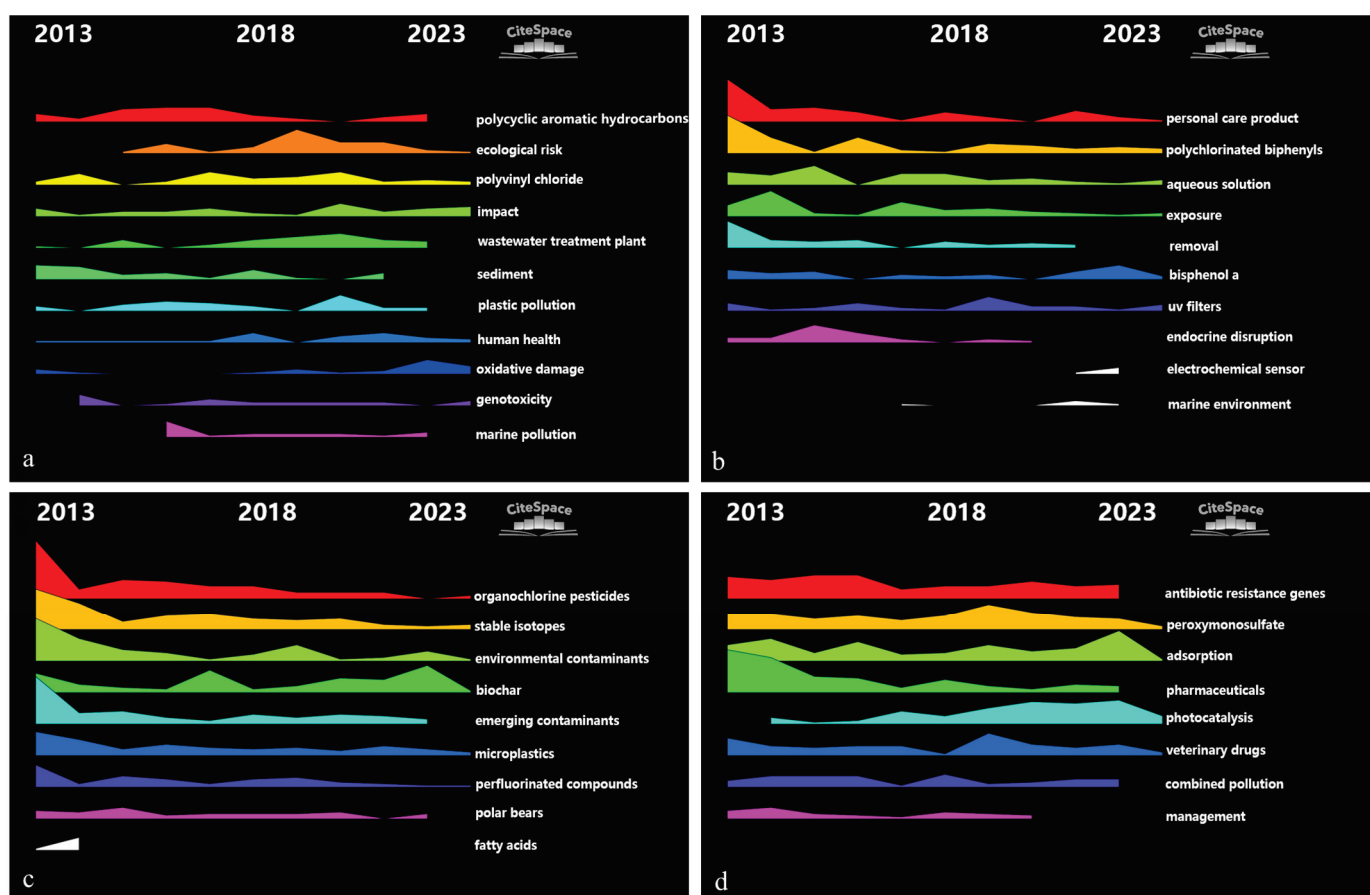 2013 2018 2023 CiteSpace
polycyclic aromatic hydrocarbons
ecological risk
polyvinyl chloride
impact
wastewater treatment plant
sediment
plastic pollution
human health
oxidative damage
genotoxicity
marine pollution
a
2013 2018 2023 CiteSpace
personal care product
polychlorinated biphenyls
aqueous solution
exposure
removal
bisphenol a
uv filters
endocrine disruption
electrochemical sensor
marine environment
b
2013 2018 2023 CiteSpace
organochlorine pesticides
stable isotopes
environmental contaminants
biochar
emerging contaminants
microplastics
perfluorinated compounds
polar bears
fatty acids
c
2013 2018 2023 CiteSpace
antibiotic resistance genes
peroxymonosulfate
adsorption
pharmaceuticals
photocatalysis
veterinary drugs
combined pollution
management
d